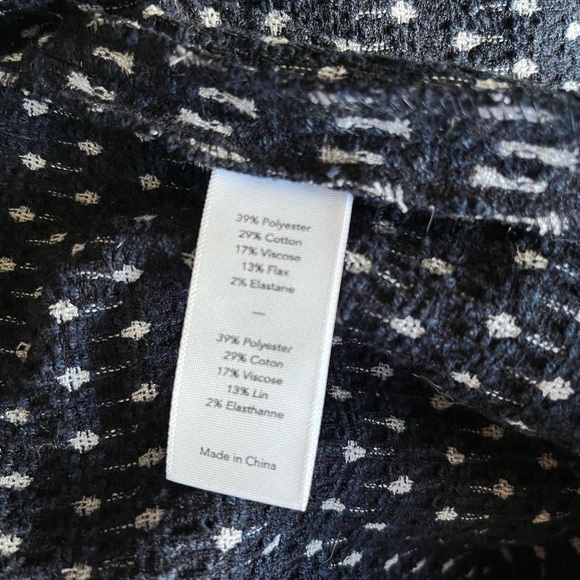 39% Polyester
29% Cotton
17% Viscose
13% Flax
2% Elastane
—
39% Polyester
29% Coton
17% Viscose
13% Lin
2% Elasthanne
Made in China